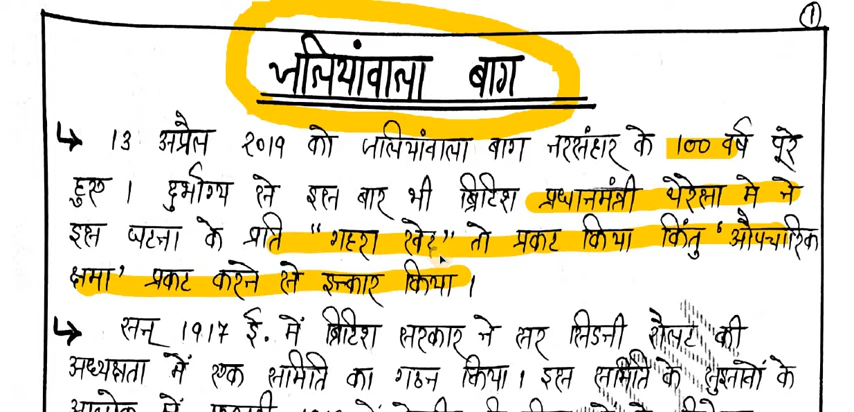 1
जलियांवाला बाग
↳ 13 अप्रैल 2019 को जलियांवाला बाग नरसंहार के 100 वर्ष पूरे
हुए । दुर्भाग्य से इस बार भी ब्रिटिश प्रधानमंत्री थेरेसा मे ने
इस घटना के प्रति "गहरा खेद" तो प्रकट किया किंतु 'औपचारिक
क्षमा' प्रकट करने से इन्कार किया ।
↳ सन् 1917 ई. में ब्रिटिश सरकार ने सर सिडनी रौलट की
अध्यक्षता में एक समिति का गठन किया । इस समिति के सुझावों के